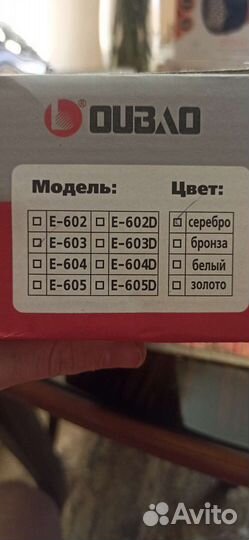 OUBAO
Модель: Цвет:
E-602 E-602D серебро
E-603 E-603D бронза
E-604 E-604D белый
E-605 E-605D золото
Avito